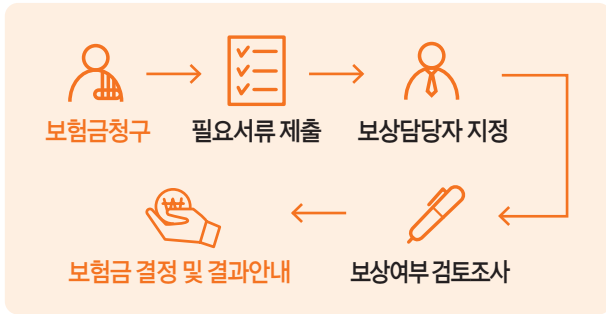 보험금청구
필요서류 제출
보상담당자 지정
보상여부 검토조사
보험금 결정 및 결과안내